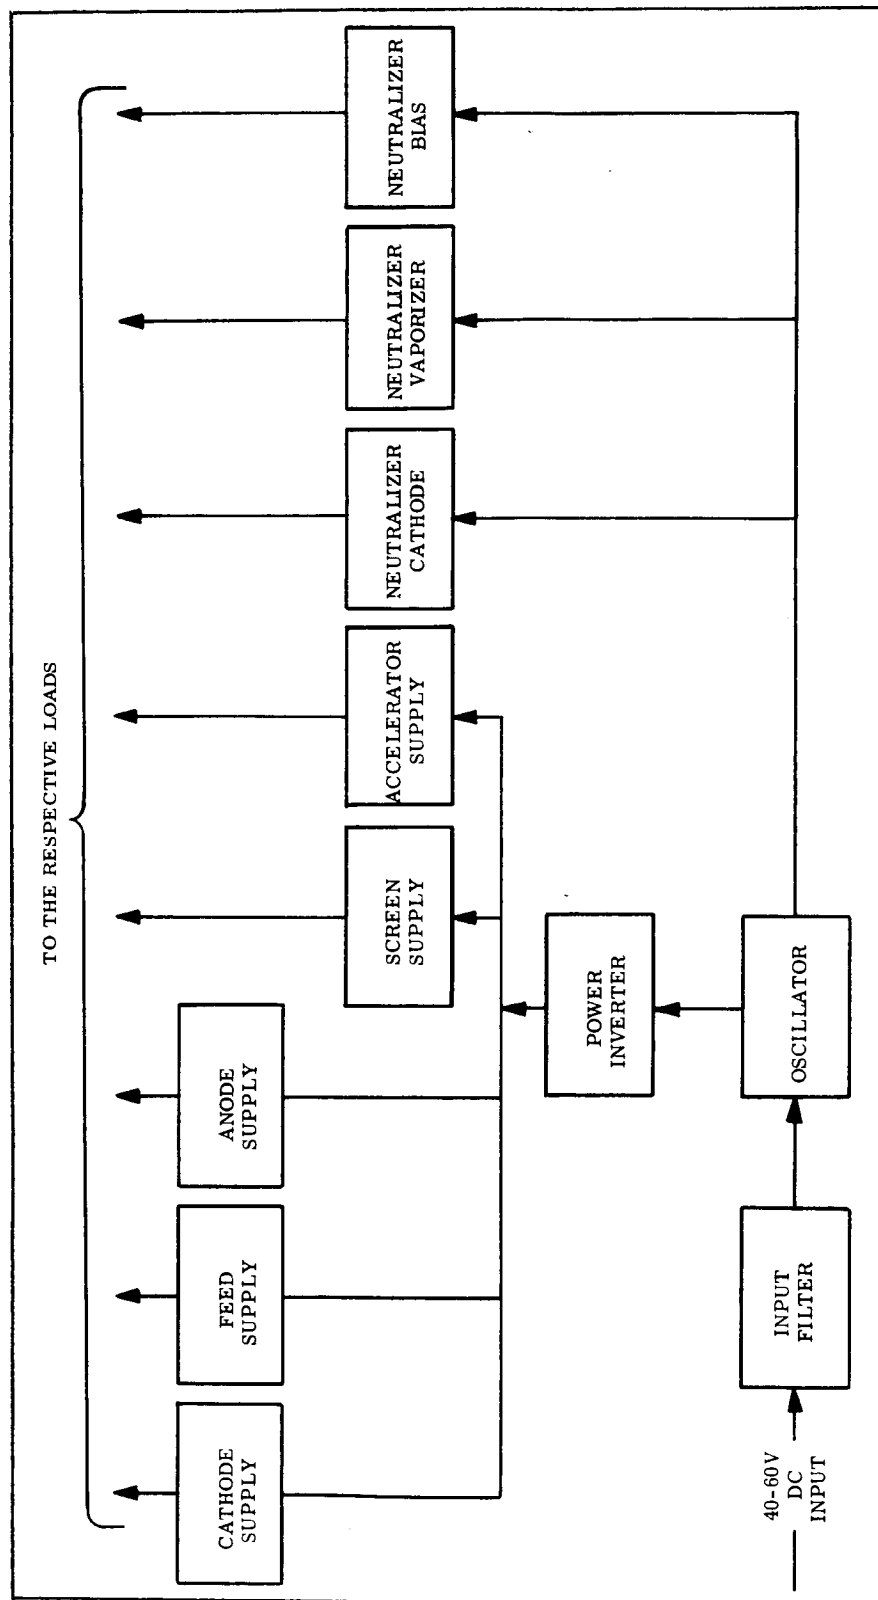 TO THE RESPECTIVE LOADS
CATHODE
SUPPLY
FEED
SUPPLY
ANODE
SUPPLY
SCREEN
SUPPLY
ACCELERATOR
SUPPLY
NEUTRALIZER
CATHODE
NEUTRALIZER
VAPORIZER
NEUTRALIZER
BIAS
POWER
INVERTER
40-60V
DC
INPUT
INPUT
FILTER
OSCILLATOR